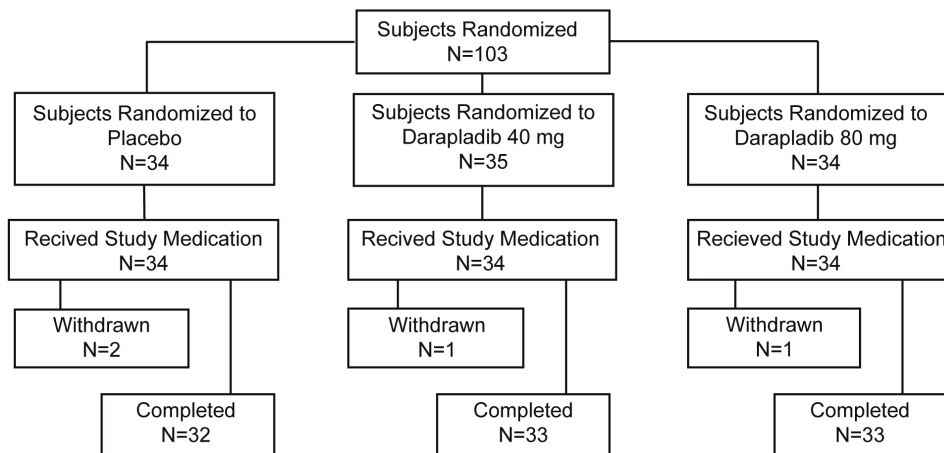 Subjects Randomized
N=103
Subjects Randomized to
Placebo
N=34
Subjects Randomized to
Darapladib 40 mg
N=35
Subjects Randomized to
Darapladib 80 mg
N=34
Recived Study Medication
N=34
Received Study Medication
N=34
Recieved Study Medication
N=34
Withdrawn
N=2
Withdrawn
N=1
Withdrawn
N=1
Completed
N=32
Completed
N=33
Completed
N=33